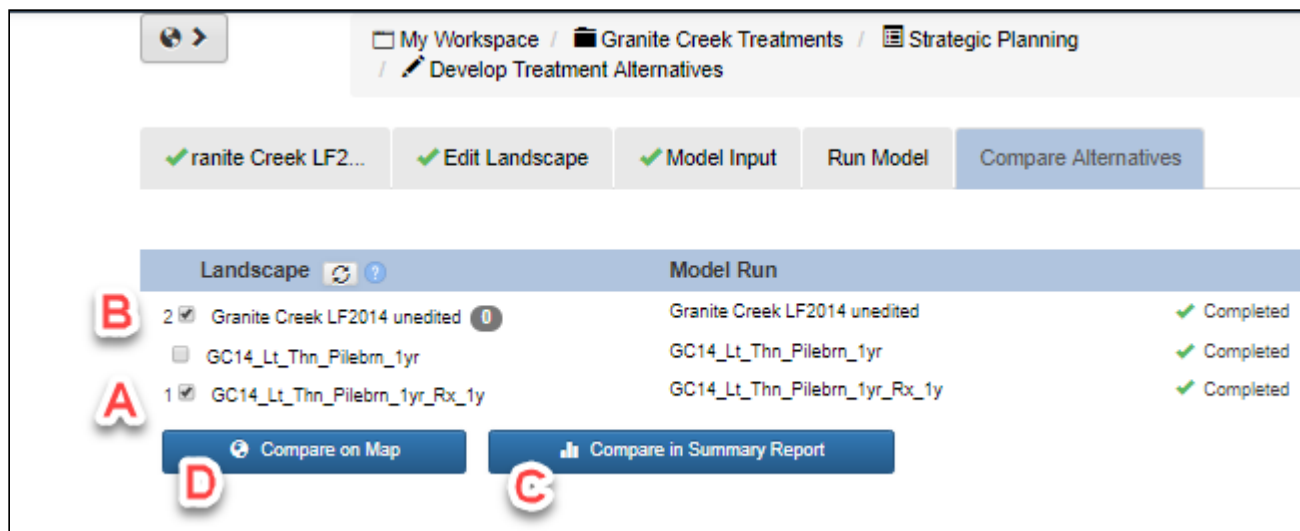 My Workspace / Granite Creek Treatments / Strategic Planning
/ Develop Treatment Alternatives
ranite Creek LF2... Edit Landscape Model Input Run Model Compare Alternatives
Landscape ? Model Run
B 2 Granite Creek LF2014 unedited 0 Granite Creek LF2014 unedited Completed
GC14_Lt_Thn_Pilebrn_1yr GC14_Lt_Thn_Pilebrn_1yr Completed
A 1 GC14_Lt_Thn_Pilebrn_1yr_Rx_1y GC14_Lt_Thn_Pilebrn_1yr_Rx_1y Completed
Compare on Map Compare in Summary Report
D C